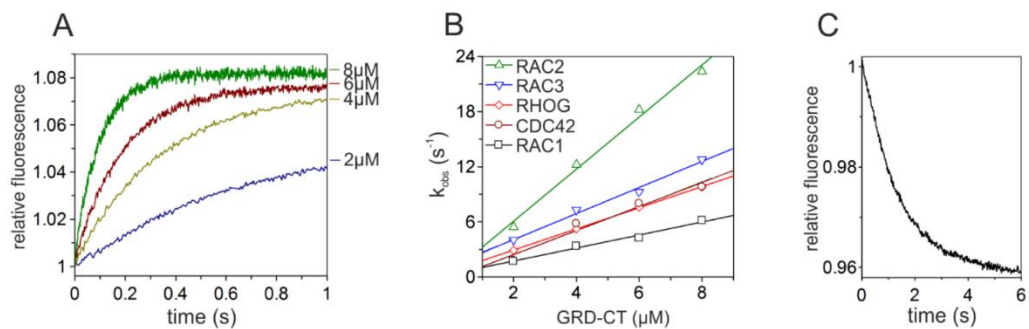 A
relative fluorescence
1.08
1.06
1.04
1.02
1
0
0.2
0.4
0.6
0.8
1
time (s)
8µM
6µM
4µM
2µM
B
k_obs (s⁻¹)
24
18
12
6
0
RAC2
RAC3
RHOG
CDC42
RAC1
2
4
6
8
GRD-CT (µM)
C
relative fluorescence
1
0.98
0.96
0
2
4
6
time (s)